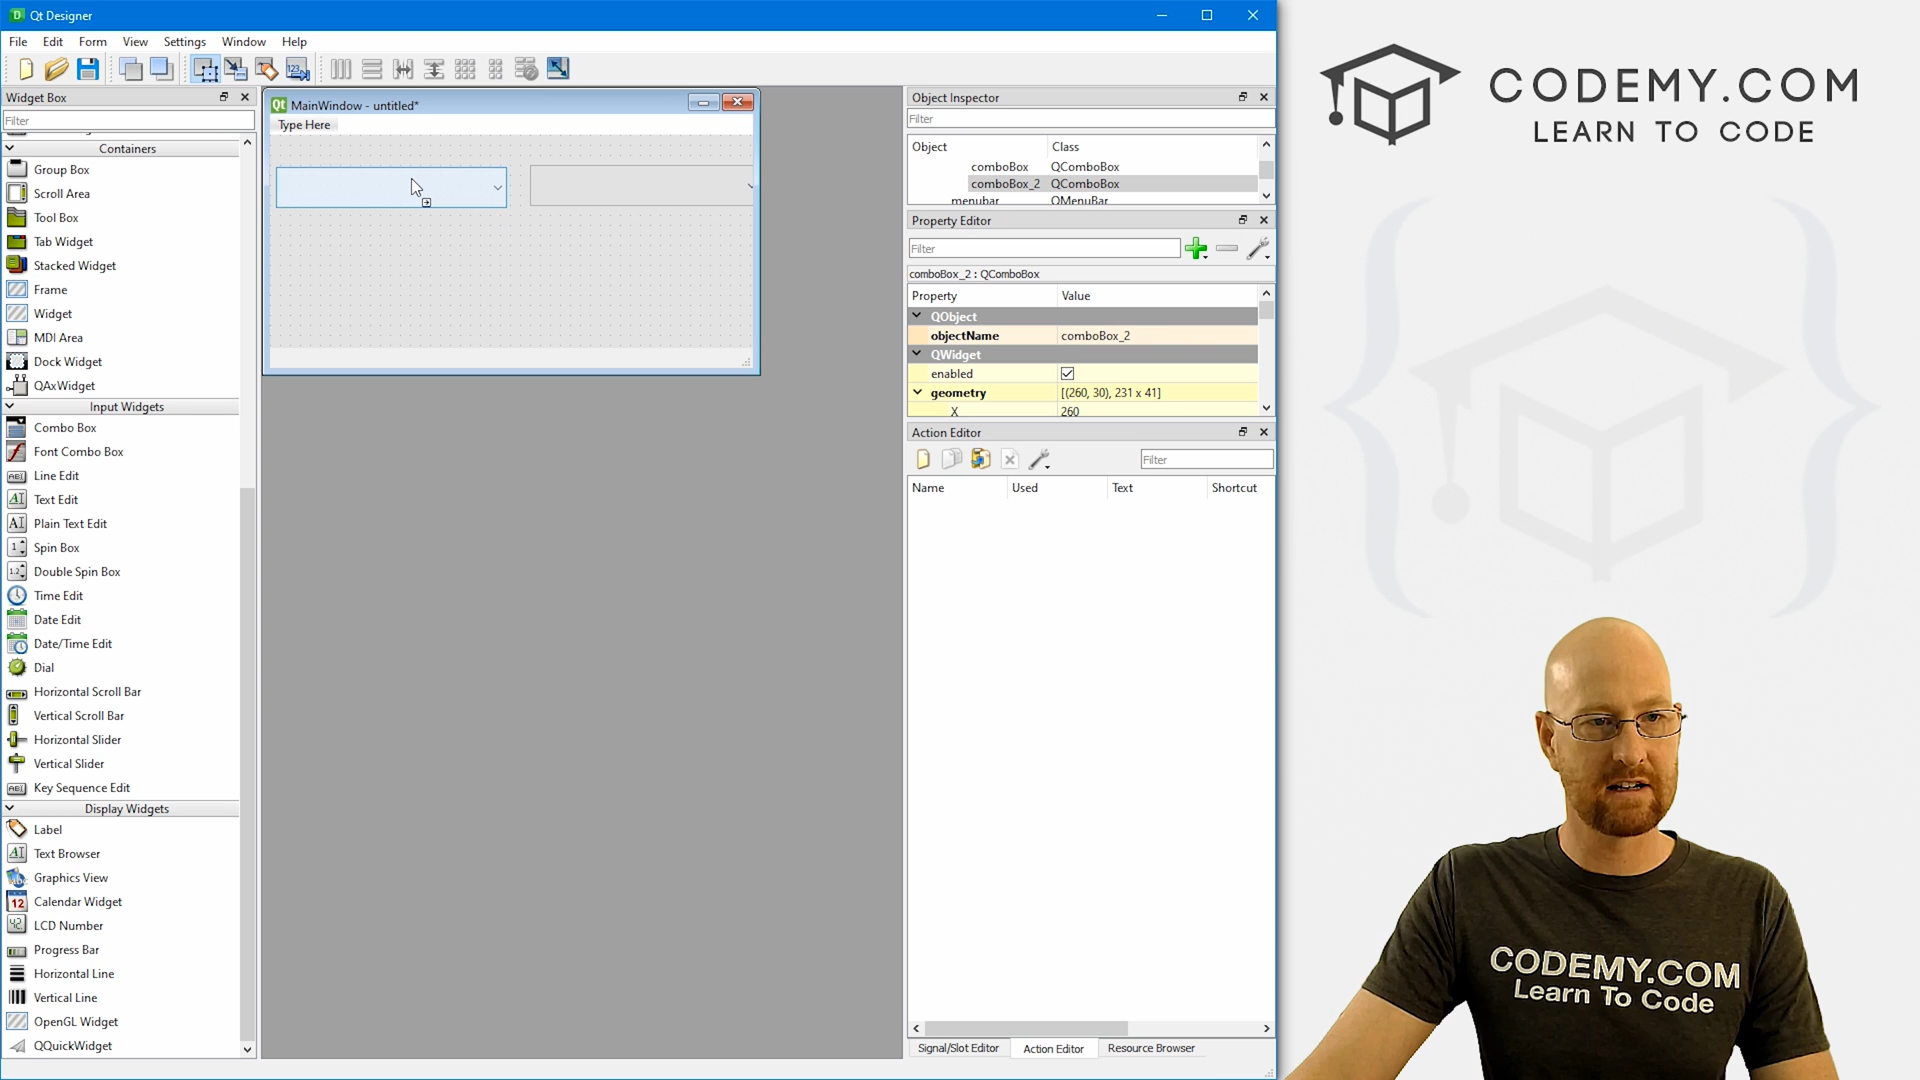 Qt Designer
File Edit Form View Settings Window Help
Widget Box
Filter
Containers
Group Box
Scroll Area
Tool Box
Tab Widget
Stacked Widget
Frame
Widget
MDI Area
Dock Widget
QAxWidget
Input Widgets
Combo Box
Font Combo Box
Line Edit
Text Edit
Plain Text Edit
Spin Box
Double Spin Box
Time Edit
Date Edit
Date/Time Edit
Dial
Horizontal Scroll Bar
Vertical Scroll Bar
Horizontal Slider
Vertical Slider
Key Sequence Edit
Display Widgets
Label
Text Browser
Graphics View
Calendar Widget
LCD Number
Progress Bar
Horizontal Line
Vertical Line
OpenGL Widget
QQuickWidget
MainWindow - untitled*
Type Here
Object Inspector
Filter
Object Class
comboBox QComboBox
comboBox_2 QComboBox
menubar QMenuBar
Property Editor
Filter
comboBox_2 : QComboBox
Property Value
QObject
objectName comboBox_2
QWidget
enabled
geometry [(260, 30), 231 x 41]
X 260
Action Editor
Filter
Name Used Text Shortcut
Signal/Slot Editor Action Editor Resource Browser
CODEMY.COM
LEARN TO CODE
CODEMY.COM
Learn To Code